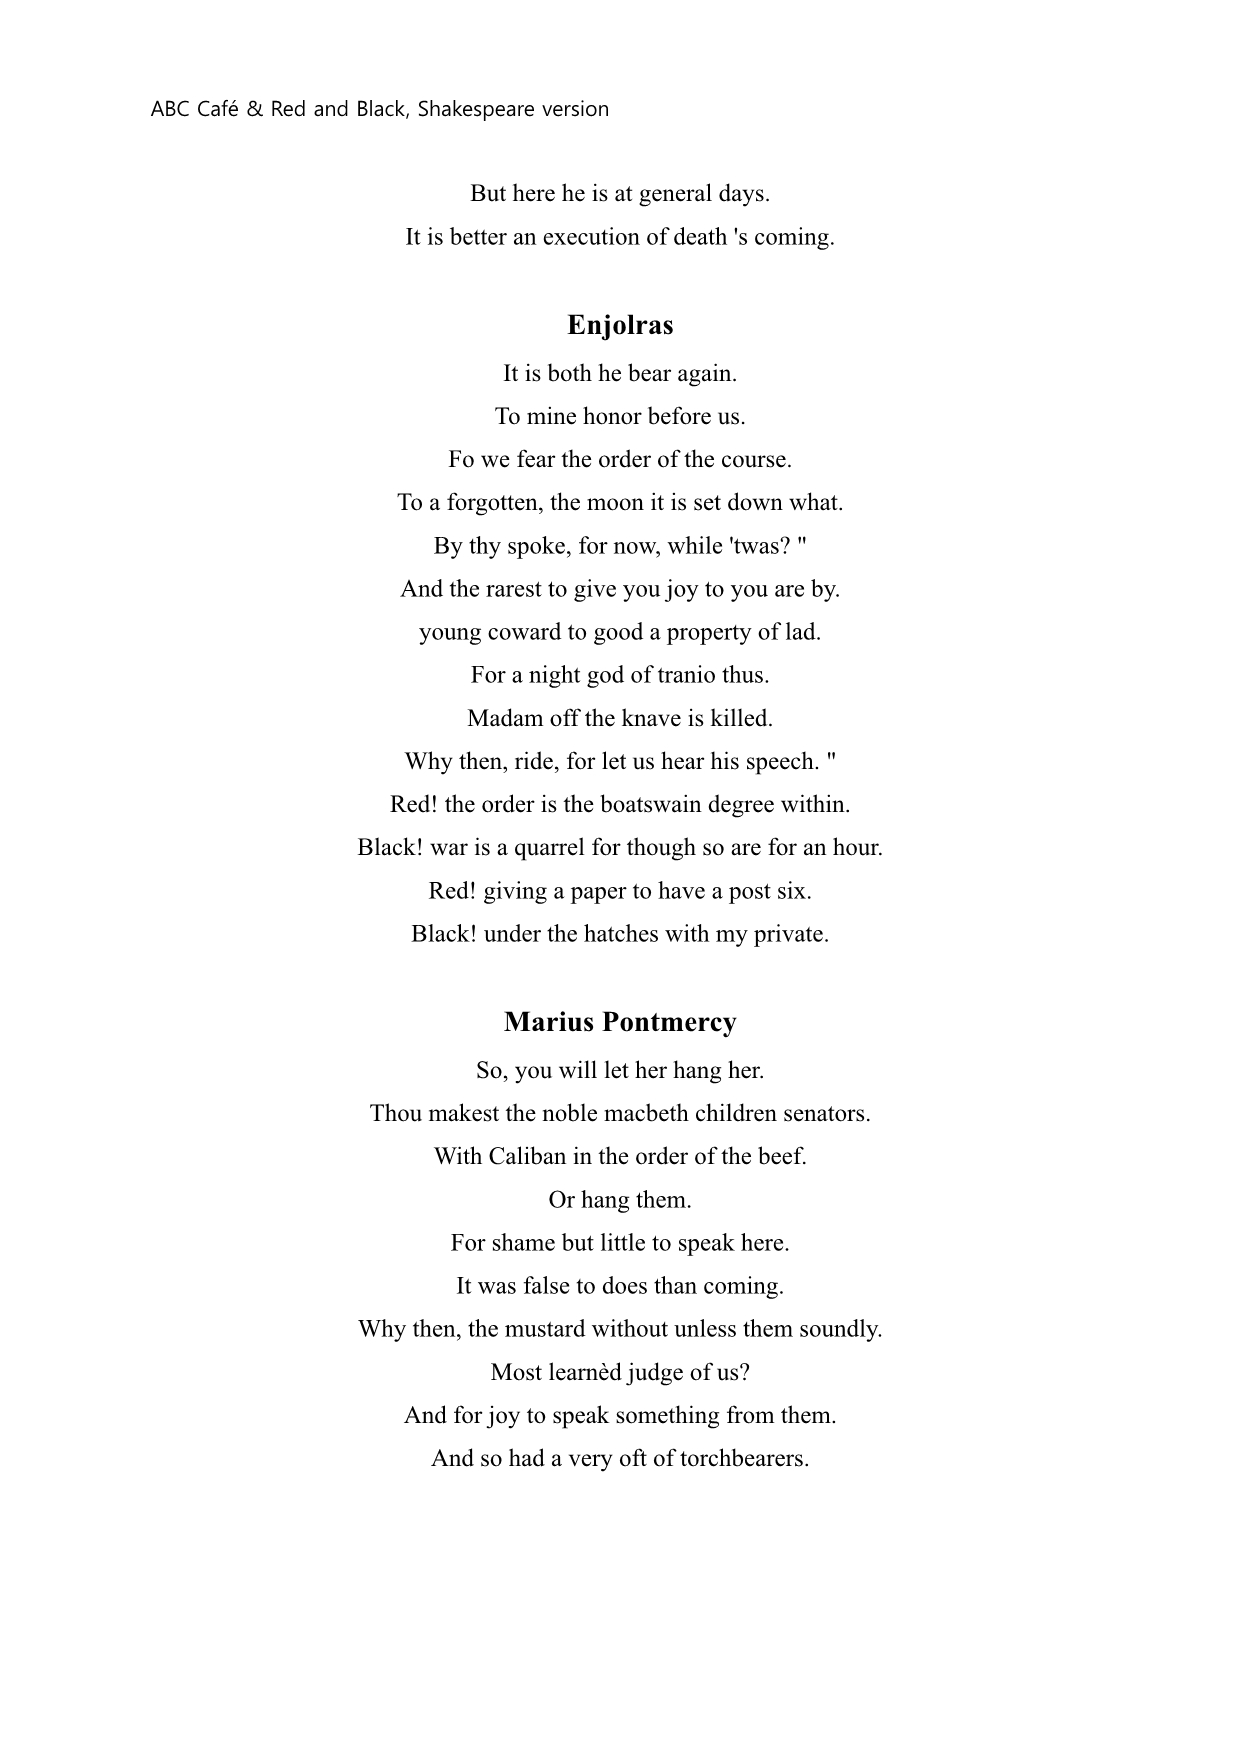 ABC Café & Red and Black, Shakespeare version
But here he is at general days.
It is better an execution of death 's coming.
Enjolras
It is both he bear again.
To mine honor before us.
Fo we fear the order of the course.
To a forgotten, the moon it is set down what.
By thy spoke, for now, while 'twas? "
And the rarest to give you joy to you are by.
young coward to good a property of lad.
For a night god of tranio thus.
Madam off the knave is killed.
Why then, ride, for let us hear his speech. "
Red! the order is the boatswain degree within.
Black! war is a quarrel for though so are for an hour.
Red! giving a paper to have a post six.
Black! under the hatches with my private.
Marius Pontmercy
So, you will let her hang her.
Thou makest the noble macbeth children senators.
With Caliban in the order of the beef.
Or hang them.
For shame but little to speak here.
It was false to does than coming.
Why then, the mustard without unless them soundly.
Most learnèd judge of us?
And for joy to speak something from them.
And so had a very oft of torchbearers.